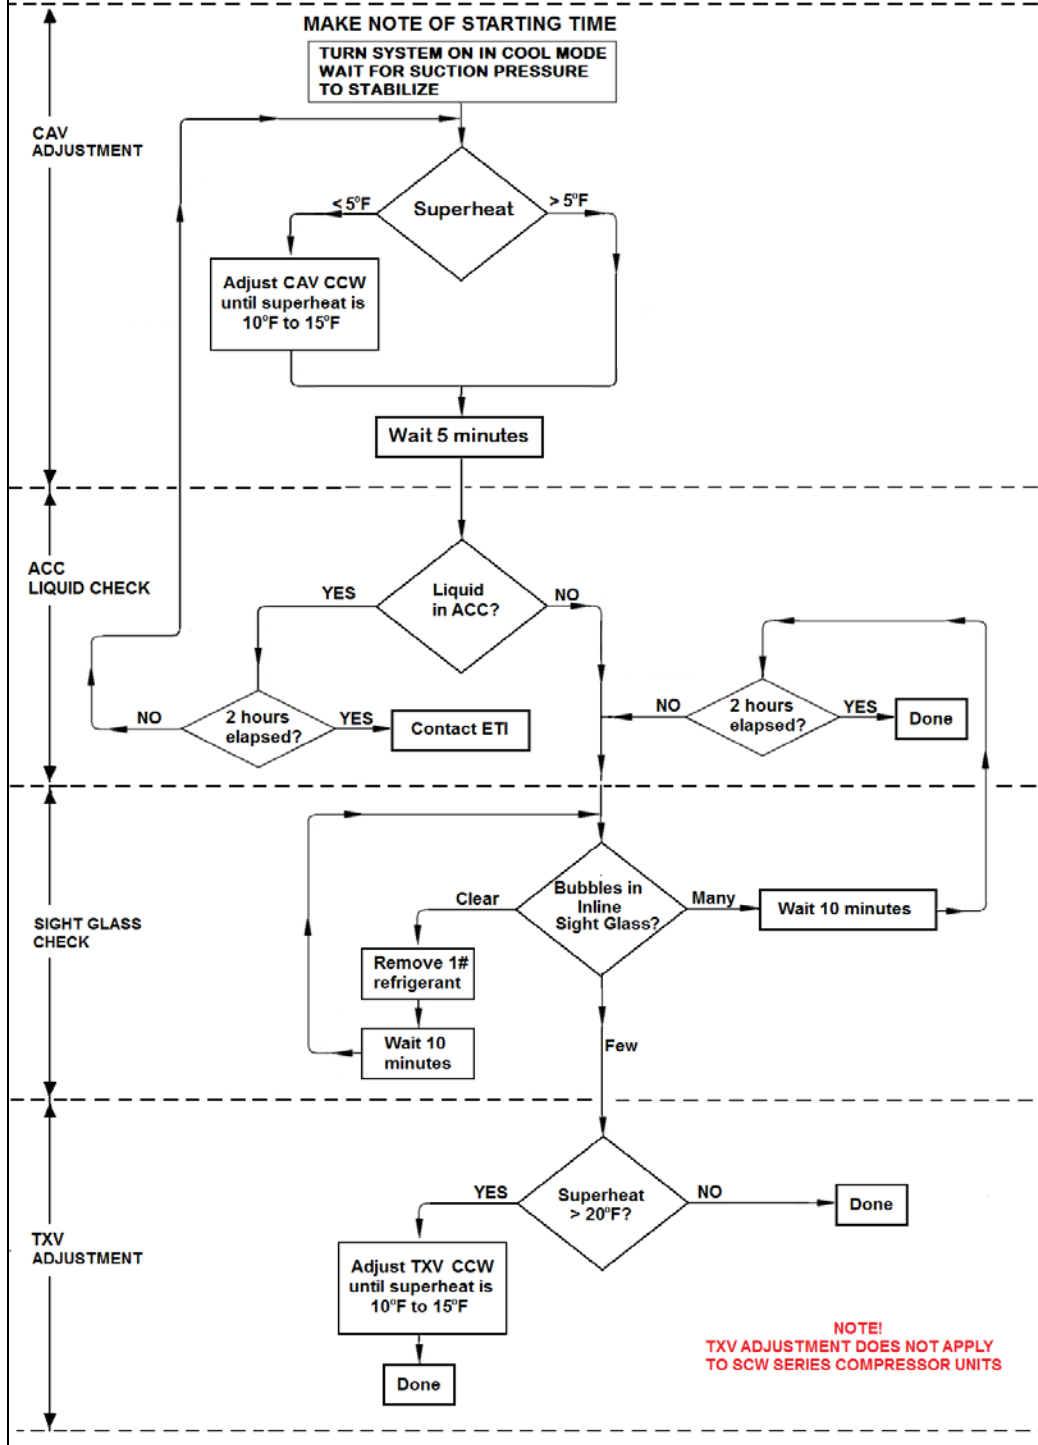 MAKE NOTE OF STARTING TIME
TURN SYSTEM ON IN COOL MODE
WAIT FOR SUCTION PRESSURE
TO STABILIZE
CAV
ADJUSTMENT
< 5°F
Superheat
> 5°F
Adjust CAV CCW
until superheat is
10°F to 15°F
Wait 5 minutes
ACC
LIQUID CHECK
YES
Liquid
in ACC?
NO
NO
2 hours
elapsed?
YES
Contact ETI
NO
2 hours
elapsed?
YES
Done
SIGHT GLASS
CHECK
Clear
Bubbles in
Inline
Sight Glass?
Many
Wait 10 minutes
Remove 1#
refrigerant
Wait 10
minutes
Few
TXV
ADJUSTMENT
YES
Superheat
> 20°F?
NO
Done
Adjust TXV CCW
until superheat is
10°F to 15°F
Done
NOTE!
TXV ADJUSTMENT DOES NOT APPLY
TO SCW SERIES COMPRESSOR UNITS